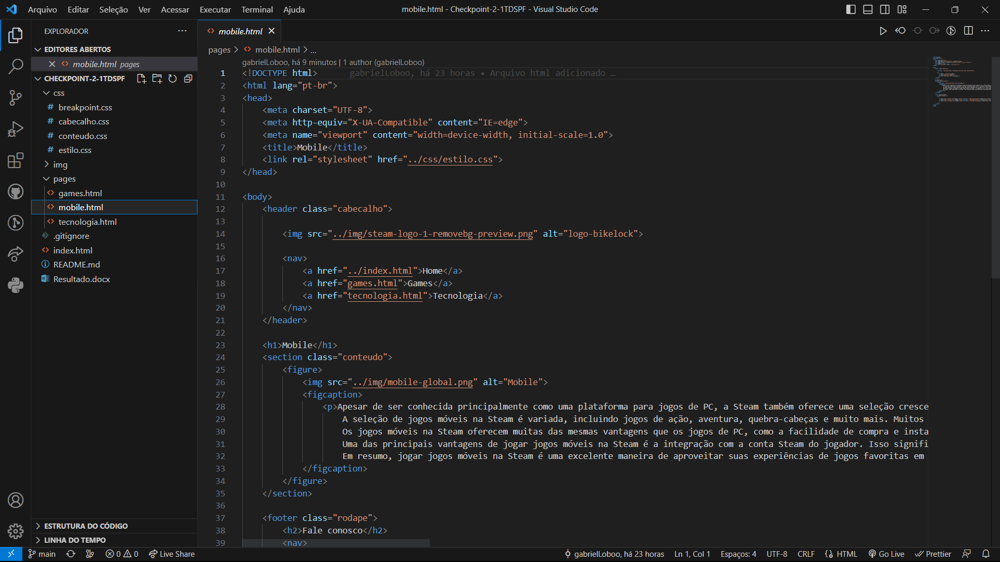 Arquivo Editar Seleção Ver Acessar Executar Terminal Ajuda
mobile.html - Checkpoint-2-1TDSPF - Visual Studio Code
EXPLORADOR
EDITORES ABERTOS
mobile.html pages
CHECKPOINT-2-1TDSPF
css
breakpoint.css
cabecalho.css
conteudo.css
estilo.css
img
pages
games.html
mobile.html
tecnologia.html
.gitignore
index.html
README.md
Resultado.docx
ESTRUTURA DO CÓDIGO
LINHA DO TEMPO
mobile.html
pages > mobile.html > ...
gabrielLoboo, há 9 minutos | 1 author (gabrielLoboo)
1 <!DOCTYPE html> gabrielLoboo, há 23 horas • Arquivo html adicionado …
2 <html lang="pt-br">
3 <head>
4 <meta charset="UTF-8">
5 <meta http-equiv="X-UA-Compatible" content="IE=edge">
6 <meta name="viewport" content="width=device-width, initial-scale=1.0">
7 <title>Mobile</title>
8 <link rel="stylesheet" href="../css/estilo.css">
9 </head>
10
11 <body>
12 <header class="cabecalho">
13
14 <img src="../img/steam-logo-1-removebg-preview.png" alt="logo-bikelock">
15
16 <nav>
17 <a href="../index.html">Home</a>
18 <a href="games.html">Games</a>
19 <a href="tecnologia.html">Tecnologia</a>
20 </nav>
21 </header>
22
23 <h1>Mobile</h1>
24 <section class="conteudo">
25 <figure>
26 <img src="../img/mobile-global.png" alt="Mobile">
27 <figcaption>
28 <p>Apesar de ser conhecida principalmente como uma plataforma para jogos de PC, a Steam também oferece uma seleção cresce
29 A seleção de jogos móveis na Steam é variada, incluindo jogos de ação, aventura, quebra-cabeças e muito mais. Muitos
30 Os jogos móveis na Steam oferecem muitas das mesmas vantagens que os jogos de PC, como a facilidade de compra e insta
31 Uma das principais vantagens de jogar jogos móveis na Steam é a integração com a conta Steam do jogador. Isso signifi
32 Em resumo, jogar jogos móveis na Steam é uma excelente maneira de aproveitar suas experiências de jogos favoritas em
33 </figcaption>
34 </figure>
35 </section>
36
37 <footer class="rodape">
38 <h2>Fale conosco</h2>
39 <nav>
main 0 0 Live Share gabrielLoboo, há 23 horas Ln 1, Col 1 Espaços: 4 UTF-8 CRLF HTML Go Live Prettier